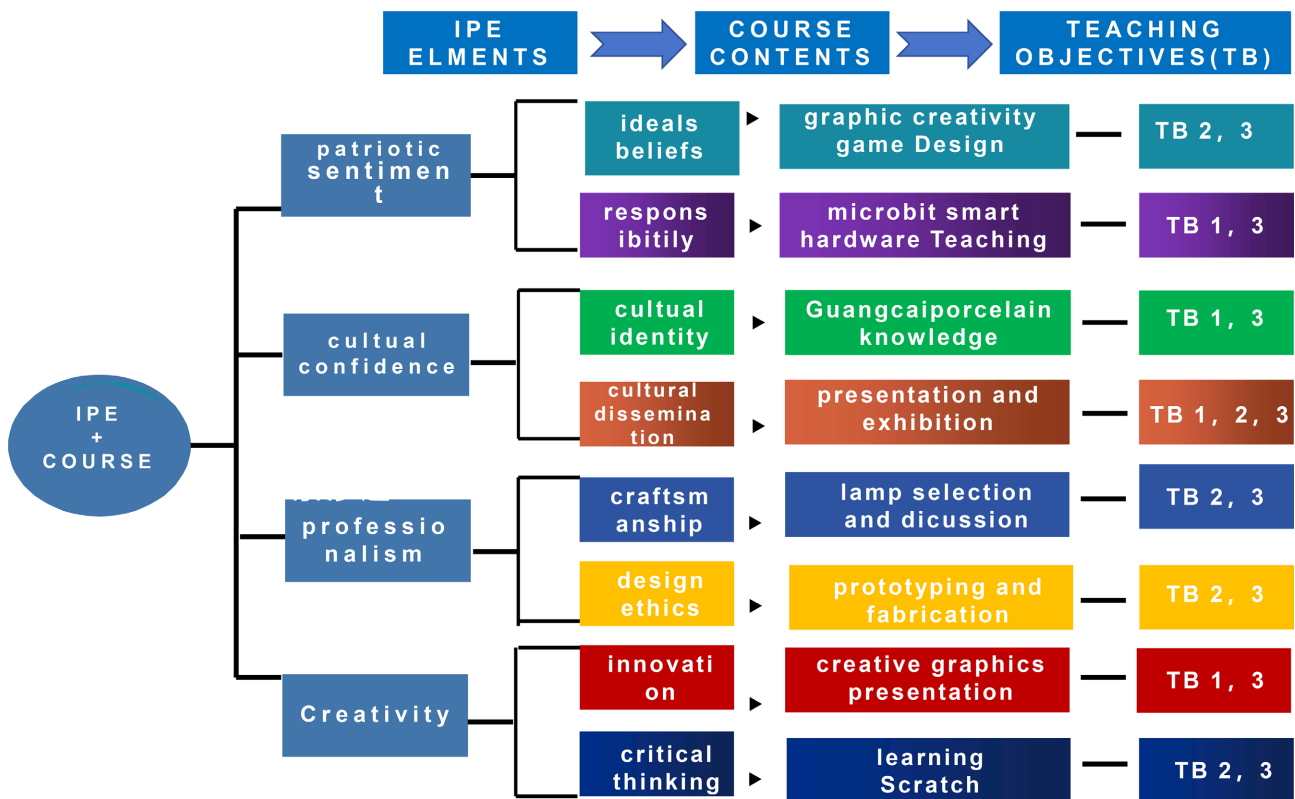 IPE
ELMENTS
COURSE
CONTENTS
TEACHING
OBJECTIVES(TB)
IPE
+
COURSE
patriotic
sentimen
t
ideals
beliefs
graphic creativity
game Design
TB 2, 3
respons
ibitily
microbit smart
hardware Teaching
TB 1, 3
cultual
confidence
cultual
identity
Guangcaiporcelain
knowledge
TB 1, 3
cultural
dissemina
tion
presentation and
exhibition
TB 1, 2, 3
professio
nalism
craftsm
anship
lamp selection
and dicussion
TB 2, 3
design
ethics
prototyping and
fabrication
TB 2, 3
Creativity
innovati
on
creative graphics
presentation
TB 1, 3
critical
thinking
learning
Scratch
TB 2, 3